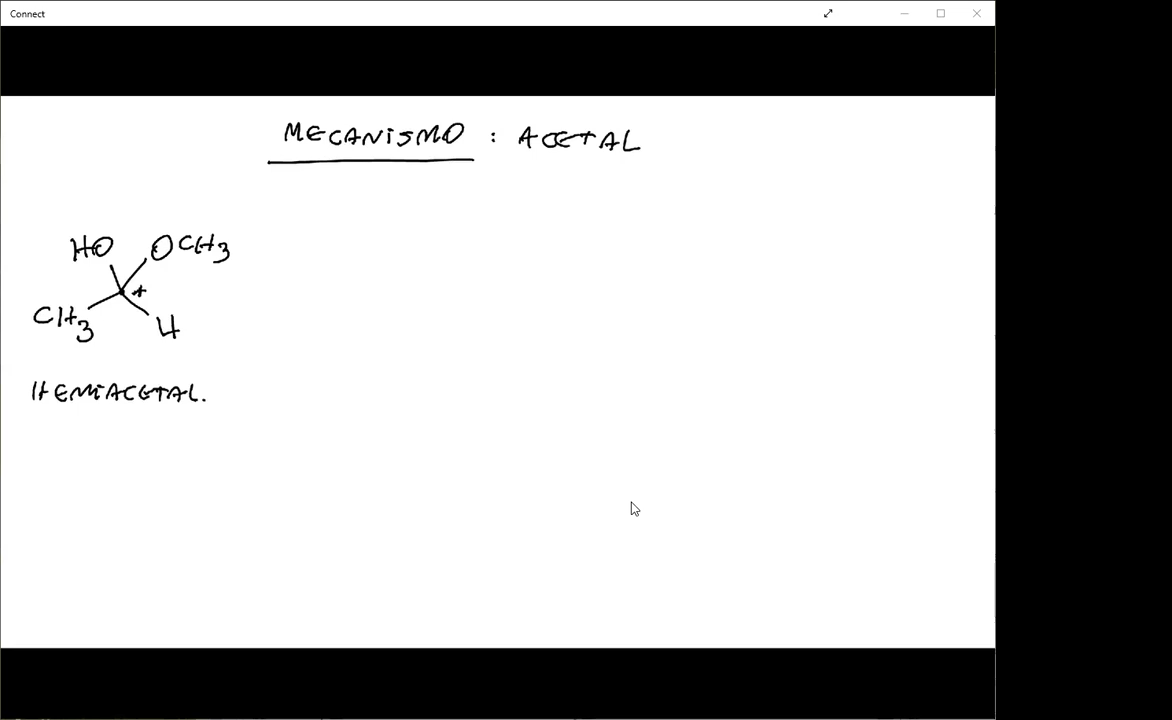 Connect
MECANISMO : ACETAL
HO OCH3
*
CH3 H
HEMIACETAL.